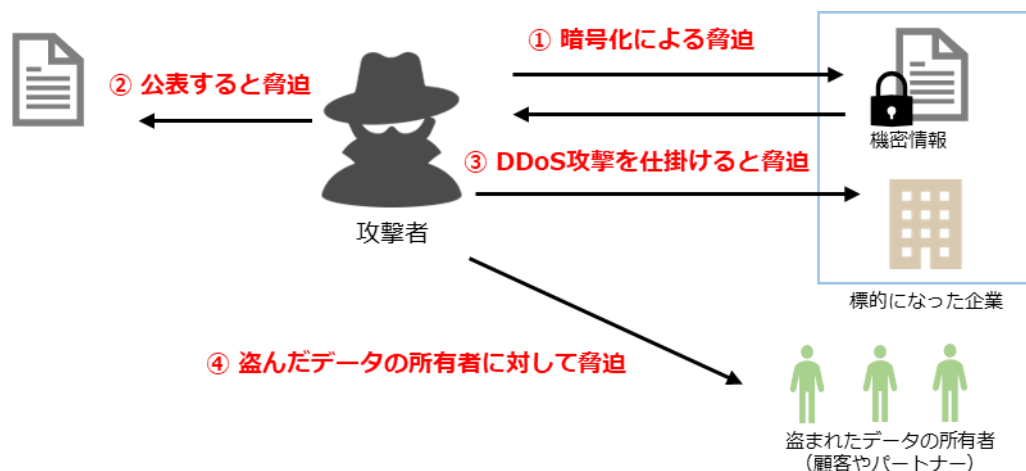 ① 暗号化による脅迫
② 公表すると脅迫
機密情報
③ DDoS攻撃を仕掛けると脅迫
攻撃者
標的になった企業
④ 盗んだデータの所有者に対して脅迫
盗まれたデータの所有者
（顧客やパートナー）